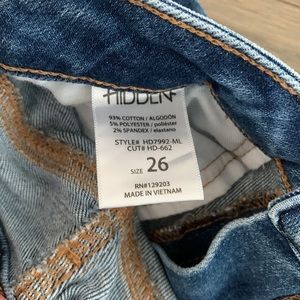 HIDDEN
93% COTTON / ALGODÓN
5% POLYESTER / poliéster
2% SPANDEX / elastano
STYLE# HD7992-ML
CUT# HD-662
SIZE 26
RN#129203
MADE IN VIETNAM